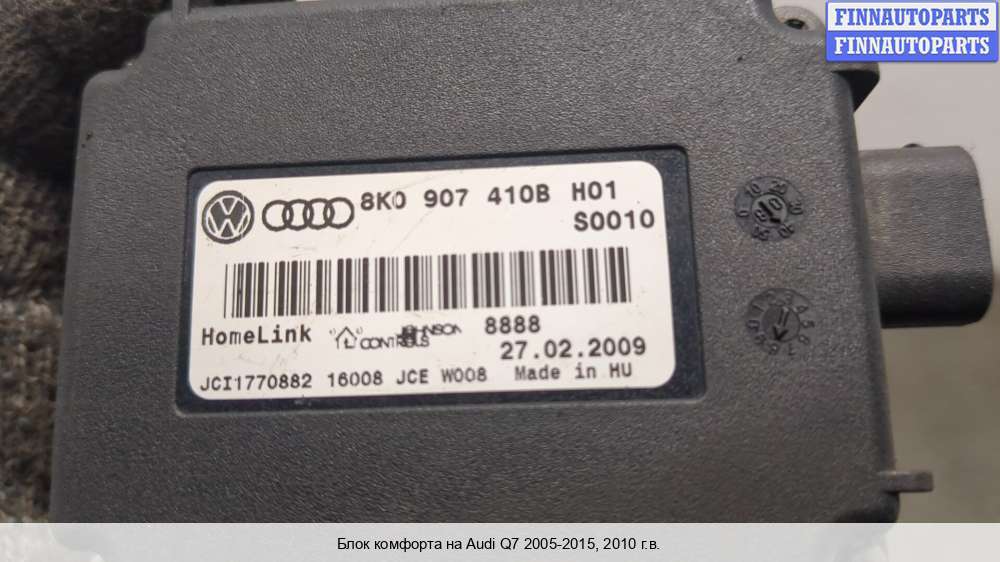 FINNAUTOPARTS
FINNAUTOPARTS
8K0 907 410B H01
S0010
HomeLink JOHNSON CONTROLS 8888
27.02.2009
JCI1770882 16008 JCE W008 Made in HU
Блок комфорта на Audi Q7 2005-2015, 2010 г.в.